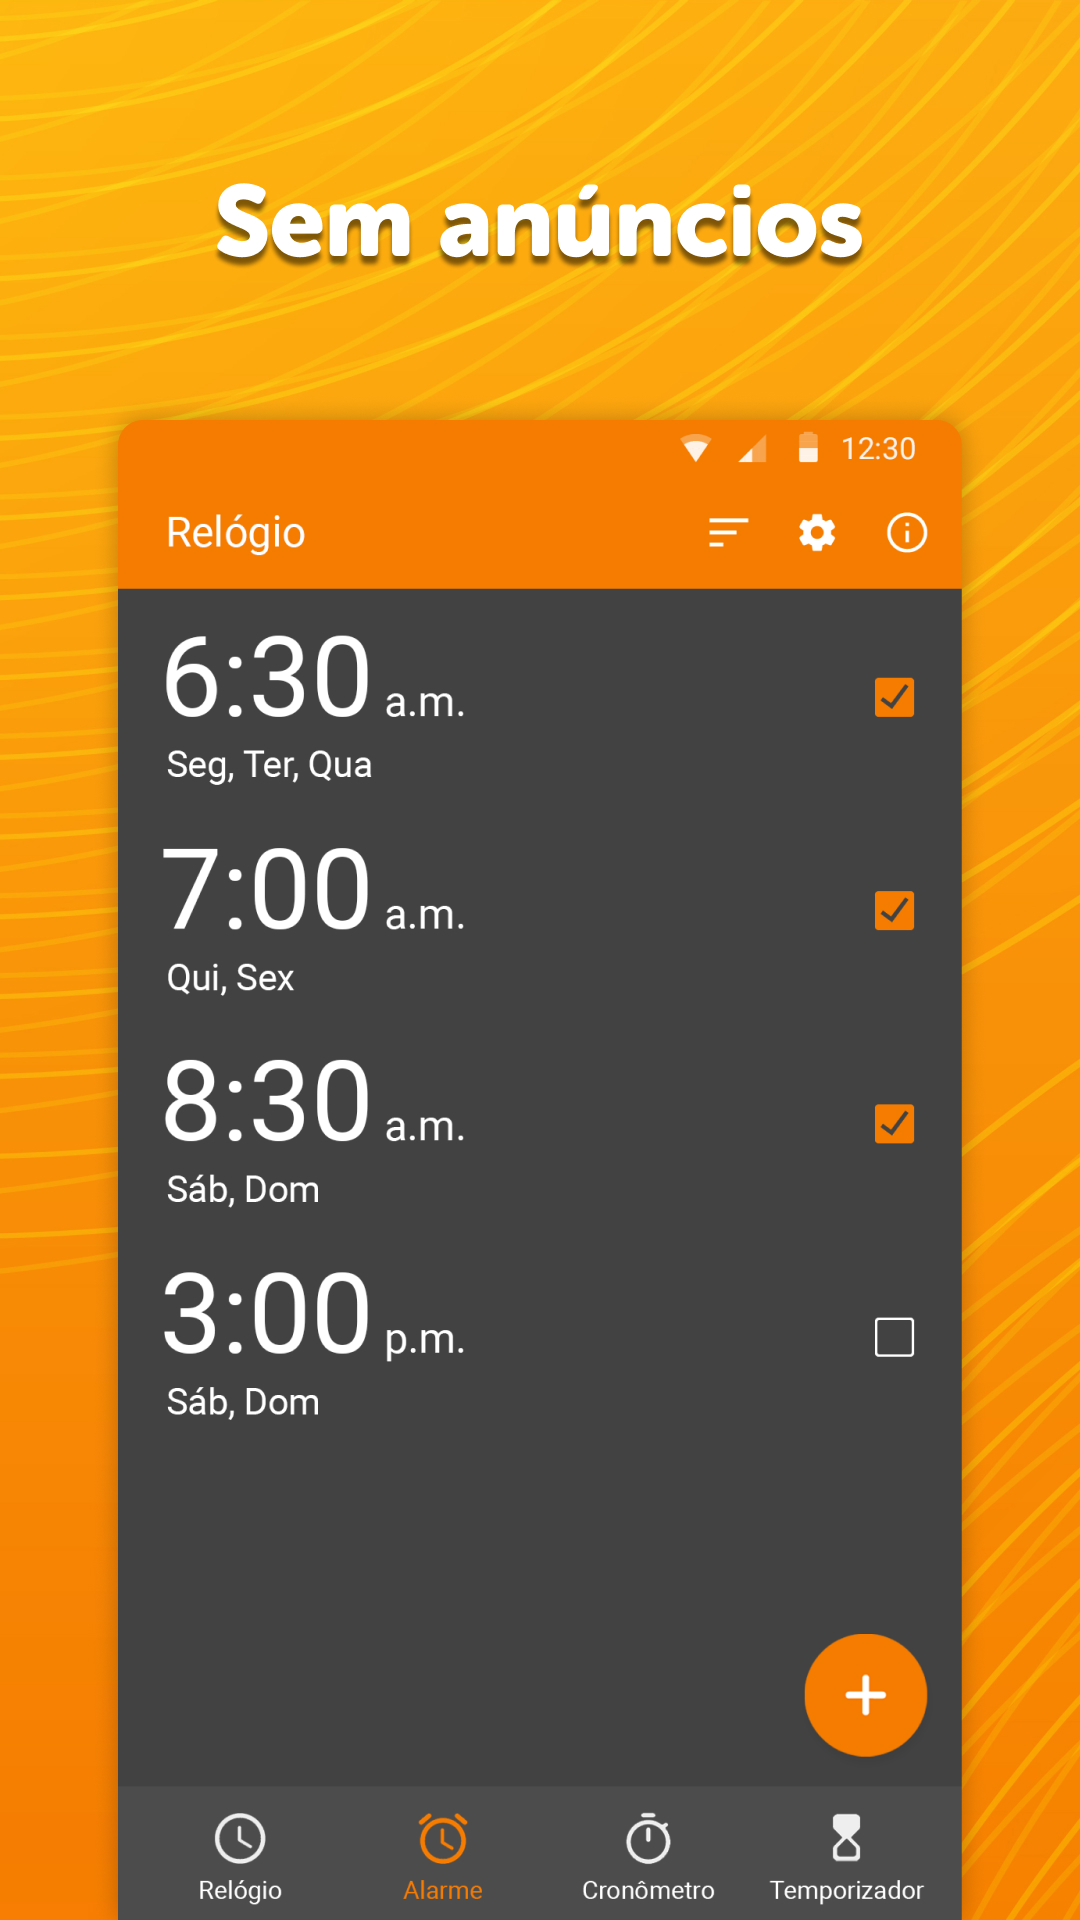 Sem anúncios
12:30
Relógio
6:30 a.m.
Seg, Ter, Qua
7:00 a.m.
Qui, Sex
8:30 a.m.
Sáb, Dom
3:00 p.m.
Sáb, Dom
Relógio Alarme Cronômetro Temporizador